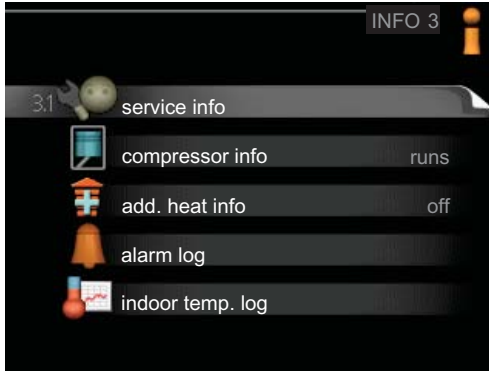 INFO 3
3.1 service info
compressor info runs
add. heat info off
alarm log
indoor temp. log